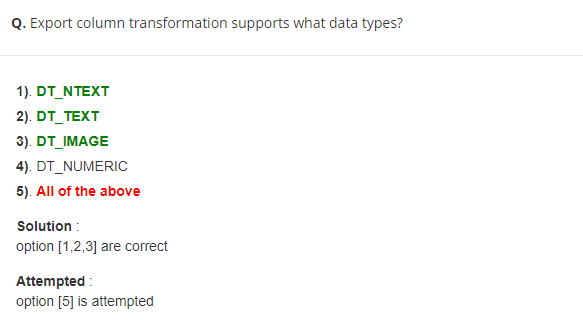 Q. Export column transformation supports what data types?
1). DT_NTEXT
2). DT_TEXT
3). DT_IMAGE
4). DT_NUMERIC
5). All of the above
Solution :
option [1,2,3] are correct
Attempted :
option [5] is attempted